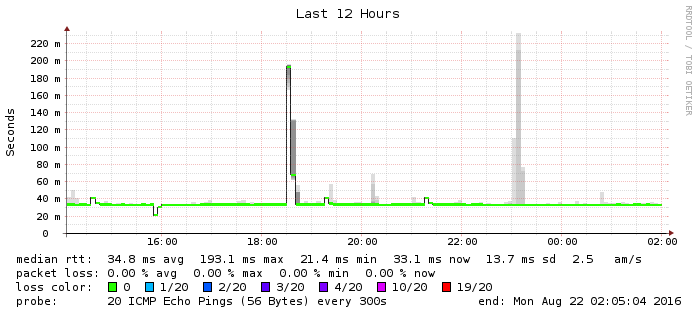 Last 12 Hours
RRDTOOL / TOBI OETIKER
Seconds
220 m
200 m
180 m
160 m
140 m
120 m
100 m
80 m
60 m
40 m
20 m
0
16:00 18:00 20:00 22:00 00:00 02:00
median rtt: 34.8 ms avg 193.1 ms max 21.4 ms min 33.1 ms now 13.7 ms sd 2.5 am/s
packet loss: 0.00 % avg 0.00 % max 0.00 % min 0.00 % now
loss color: 0 1/20 2/20 3/20 4/20 10/20 19/20
probe: 20 ICMP Echo Pings (56 Bytes) every 300s end: Mon Aug 22 02:05:04 2016